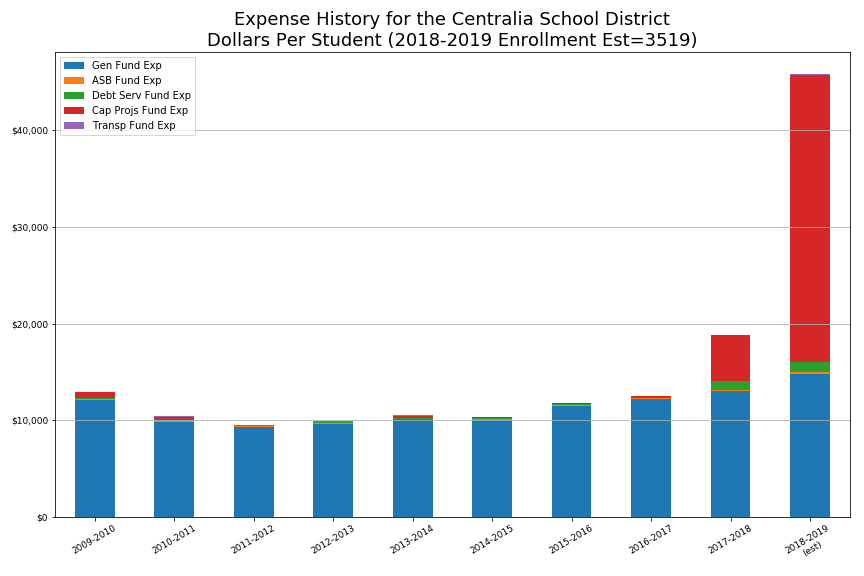 Expense History for the Centralia School District
Dollars Per Student (2018-2019 Enrollment Est=3519)
Gen Fund Exp
ASB Fund Exp
Debt Serv Fund Exp
Cap Projs Fund Exp
Transp Fund Exp
$40,000
$30,000
$20,000
$10,000
$0
2009-2010
2010-2011
2011-2012
2012-2013
2013-2014
2014-2015
2015-2016
2016-2017
2017-2018
2018-2019
(est)